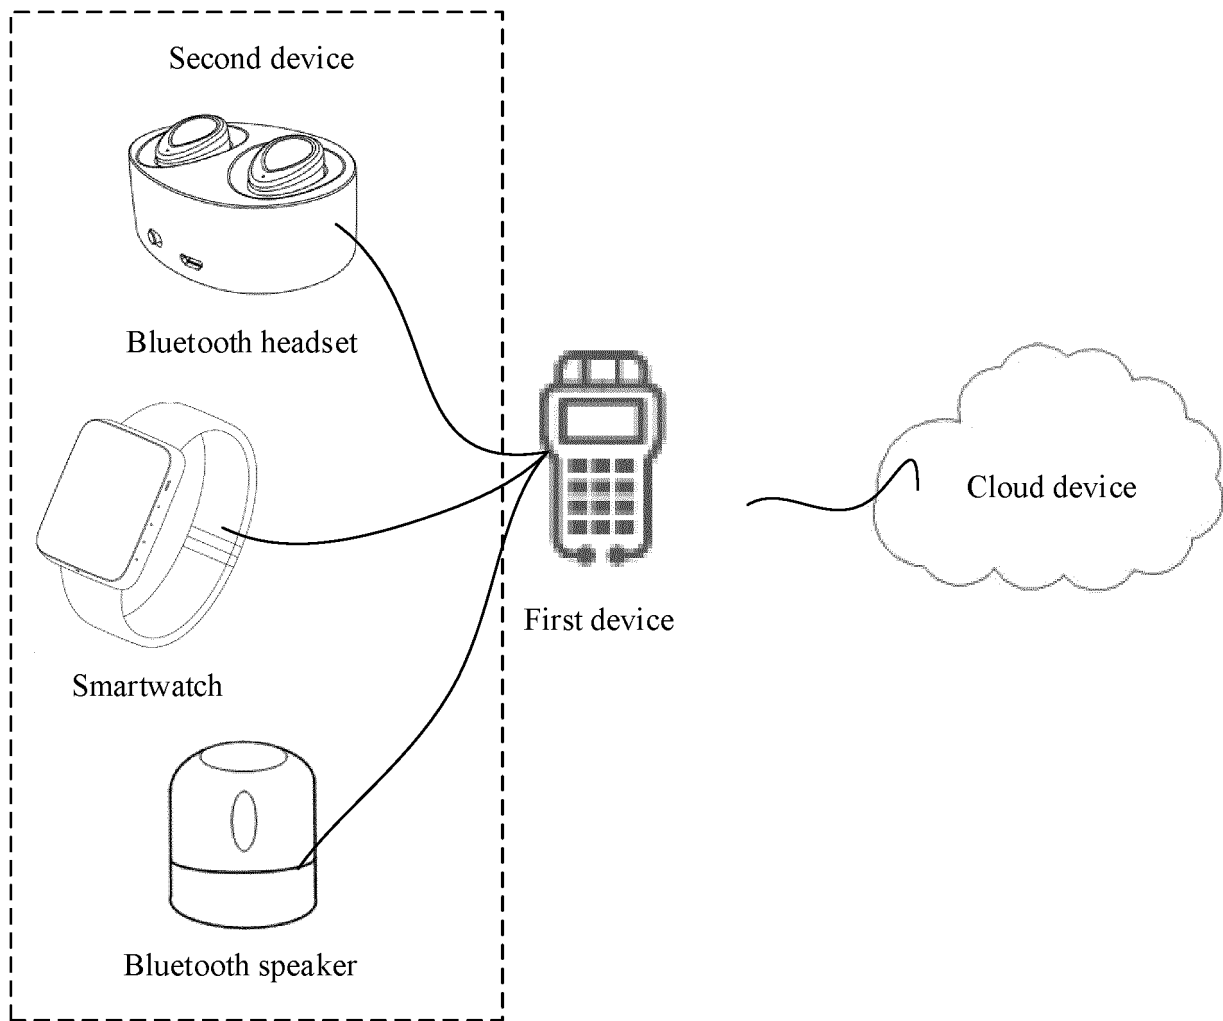 Second device
Bluetooth headset
Smartwatch
Bluetooth speaker
First device
Cloud device